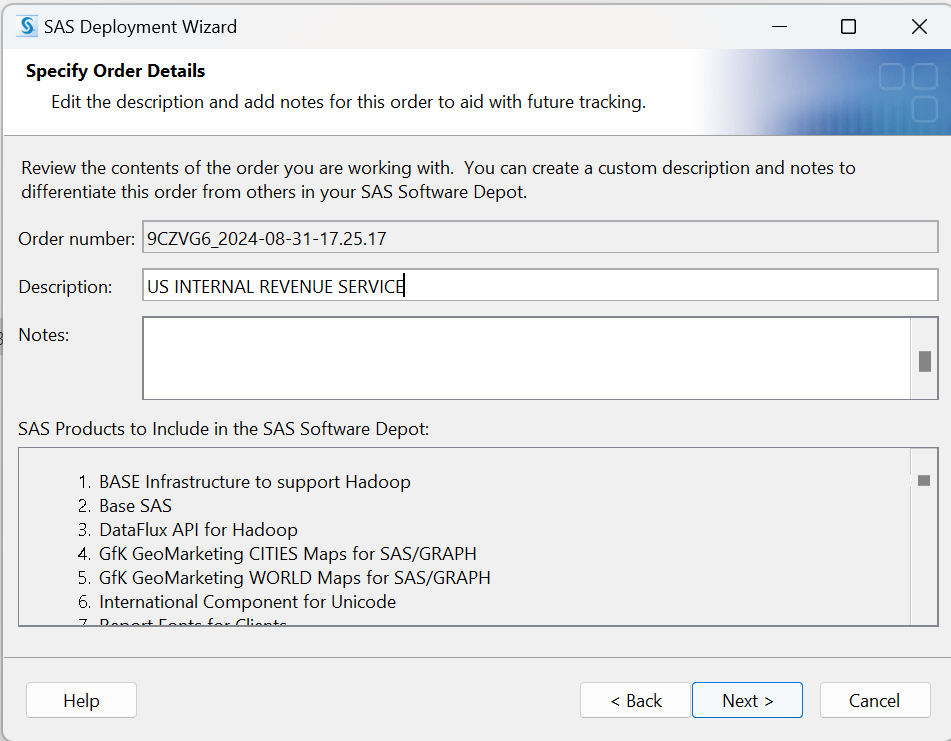 SAS Deployment Wizard
Specify Order Details
Edit the description and add notes for this order to aid with future tracking.
Review the contents of the order you are working with.  You can create a custom description and notes to
differentiate this order from others in your SAS Software Depot.
Order number: 9CZVG6_2024-08-31-17.25.17
Description: US INTERNAL REVENUE SERVICE
Notes:
SAS Products to Include in the SAS Software Depot:
1. BASE Infrastructure to support Hadoop
2. Base SAS
3. DataFlux API for Hadoop
4. GfK GeoMarketing CITIES Maps for SAS/GRAPH
5. GfK GeoMarketing WORLD Maps for SAS/GRAPH
6. International Component for Unicode
7. Report Fonts for Clients
Help < Back Next > Cancel